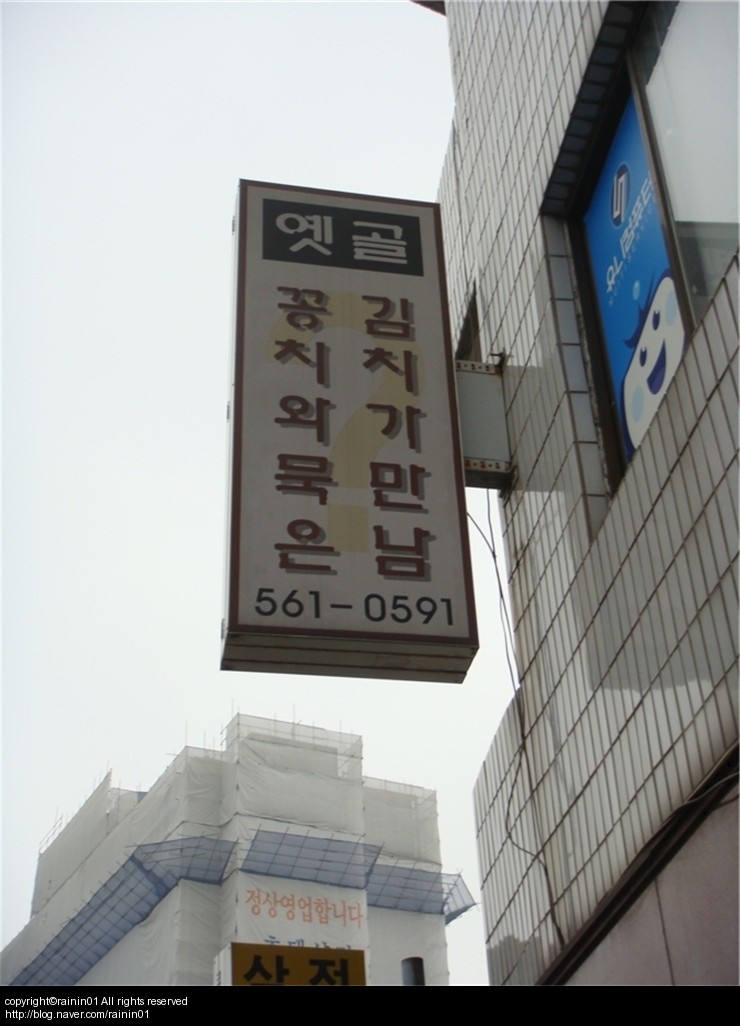 옛골
꽁치와묵은
김치가만남
561-0591
정상영업합니다
copyright©rainin01 All rights reserved
http://blog.naver.com/rainin01